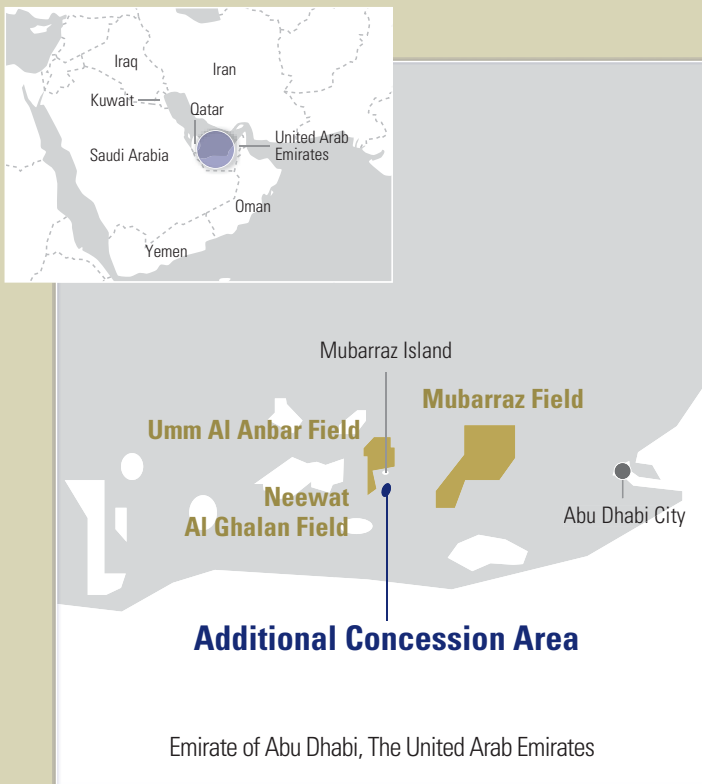 Iraq
Iran
Kuwait
Qatar
United Arab
Emirates
Saudi Arabia
Oman
Yemen
Mubarraz Island
Mubarraz Field
Umm Al Anbar Field
Neewat
Al Ghalan Field
Abu Dhabi City
Additional Concession Area
Emirate of Abu Dhabi, The United Arab Emirates